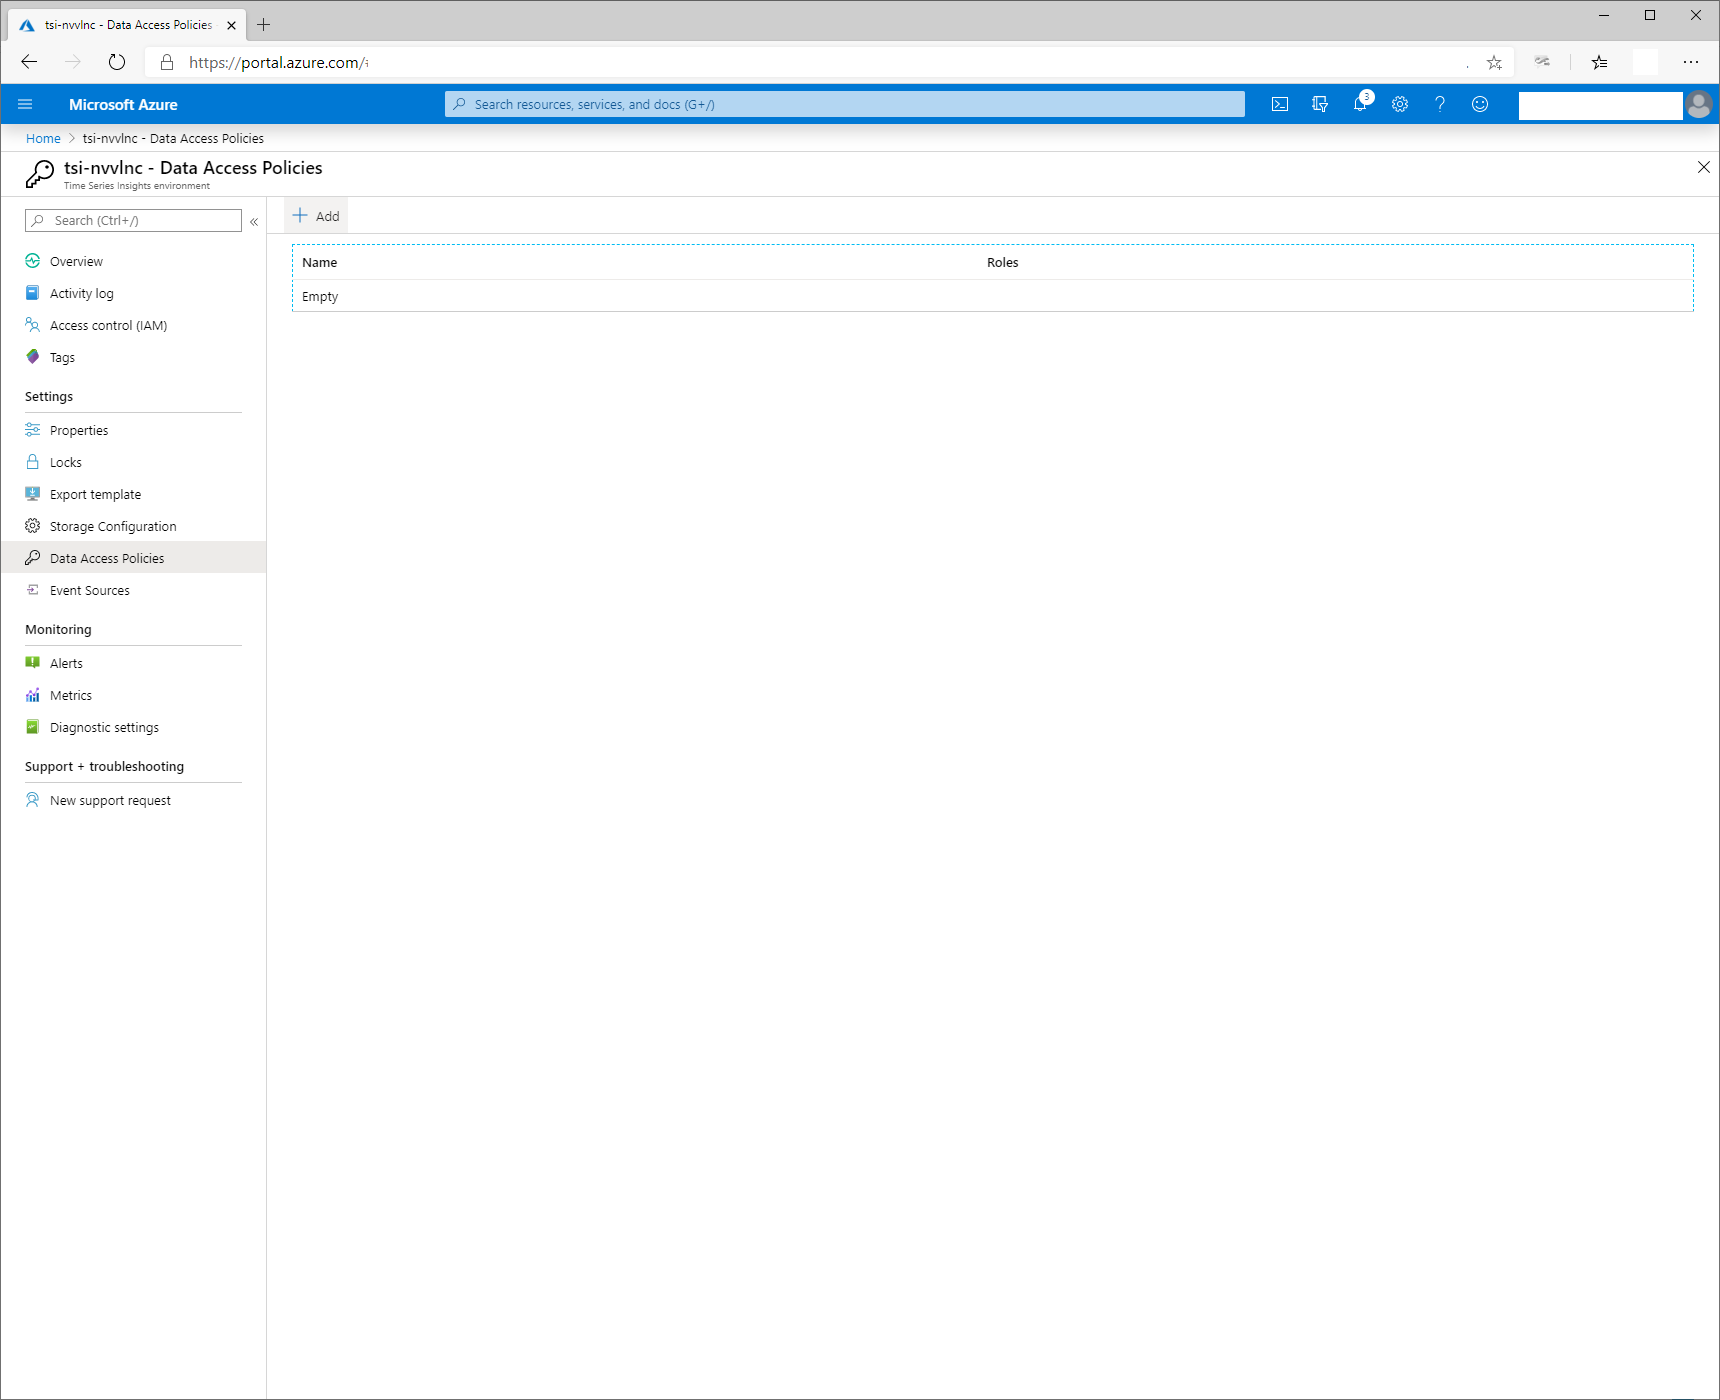 tsi-nvvlnc - Data Access Policies
https://portal.azure.com/
Microsoft Azure
Search resources, services, and docs (G+/)
3
Home > tsi-nvvlnc - Data Access Policies
tsi-nvvlnc - Data Access Policies
Time Series Insights environment
Search (Ctrl+/)
Add
Name Roles
Empty
Overview
Activity log
Access control (IAM)
Tags
Settings
Properties
Locks
Export template
Storage Configuration
Data Access Policies
Event Sources
Monitoring
Alerts
Metrics
Diagnostic settings
Support + troubleshooting
New support request